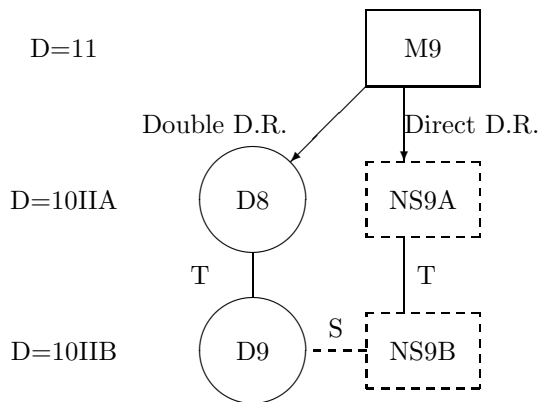 D=11
M9
Double D.R.
Direct D.R.
D=10IIA
D8
NS9A
T
T
D=10IIB
D9
S
NS9B